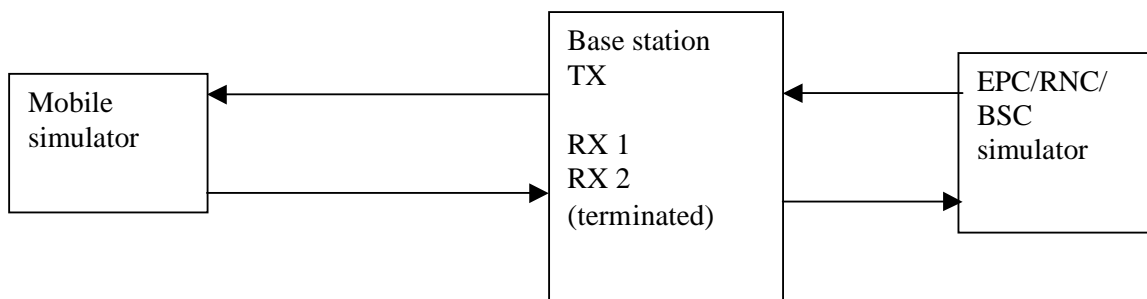 Mobile
simulator
Base station
TX
RX 1
RX 2
(terminated)
EPC/RNC/
BSC
simulator